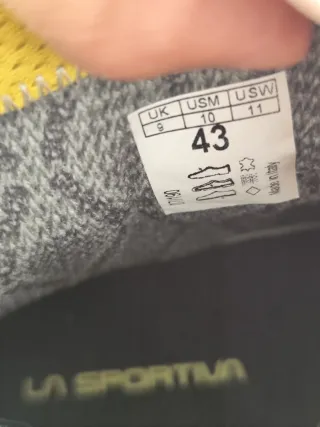 UK USM USW
9 10 11
43
LA SPORTIVA